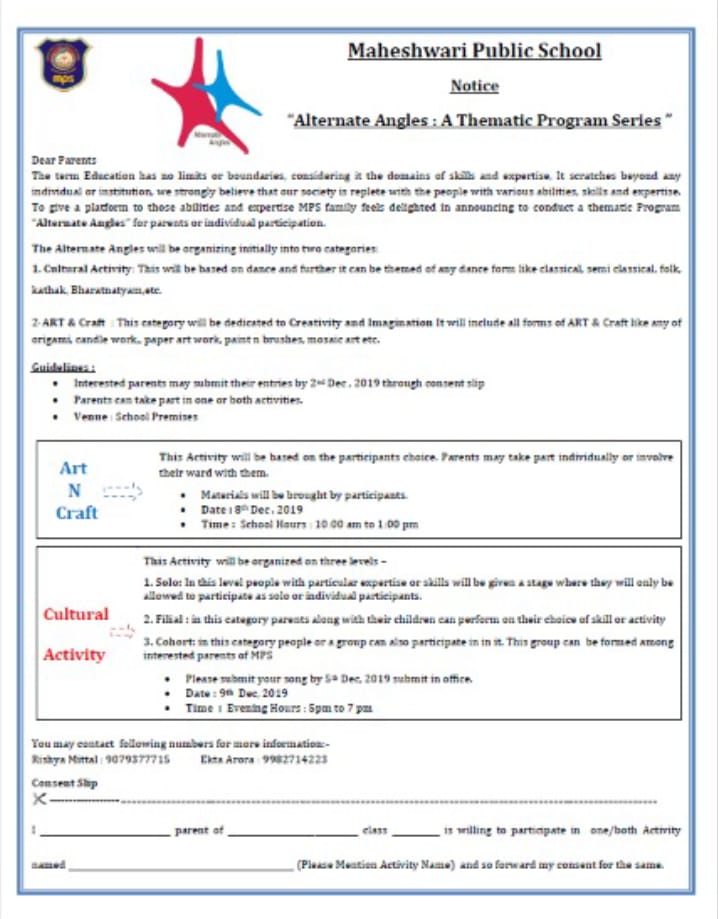 mps
Alternate
Angles
Maheshwari Public School
Notice
"Alternate Angles : A Thematic Program Series "
Dear Parents
The term Education has no limits or boundaries, considering it the domains of skills and expertise. It scratches beyond any
individual or institution, we strongly believe that our society is replete with the people with various abilities, skills and expertise.
To give a platform to those abilities and expertise MPS family feels delighted in announcing to conduct a thematic Program
"Alternate Angles" for parents or individual participation.
The Alternate Angles will be organizing initially into two categories:
1. Cultural Activity: This will be based on dance and further it can be themed of any dance form like classical, semi classical, folk,
kathak, Bharatnatyam,etc.
2-ART & Craft : This category will be dedicated to Creativity and Imagination It will include all forms of ART & Craft like any of
origami, candle work,, paper art work, paint n brushes, mosaic art etc.
Guidelines :
• Interested parents may submit their entries by 2nd Dec , 2019 through consent slip
• Parents can take part in one or both activities.
• Venue : School Premises
Art
N
Craft
This Activity will be based on the participants choice. Parents may take part individually or involve
their ward with them.
• Materials will be brought by participants.
• Date : 8th Dec , 2019
• Time : School Hours : 10:00 am to 1:00 pm
Cultural
Activity
This Activity will be organized on three levels –
1. Solo: In this level people with particular expertise or skills will be given a stage where they will only be
allowed to participate as solo or individual participants.
2. Filial : in this category parents along with their children can perform on their choice of skill or activity
3. Cohort: in this category people or a group can also participate in in it. This group can be formed among
interested parents of MPS
• Please submit your song by 5th Dec, 2019 submit in office.
• Date : 9th Dec, 2019
• Time : Evening Hours : 5pm to 7 pm
You may contact following numbers for more information:-
Mittal : 9079377715 Ekta Arora : 9982714223
Consent Slip
I ____________________ parent of ____________________ class _______ is willing to participate in one/both Activity
named ___________________________________ (Please Mention Activity Name) and so forward my consent for the same.